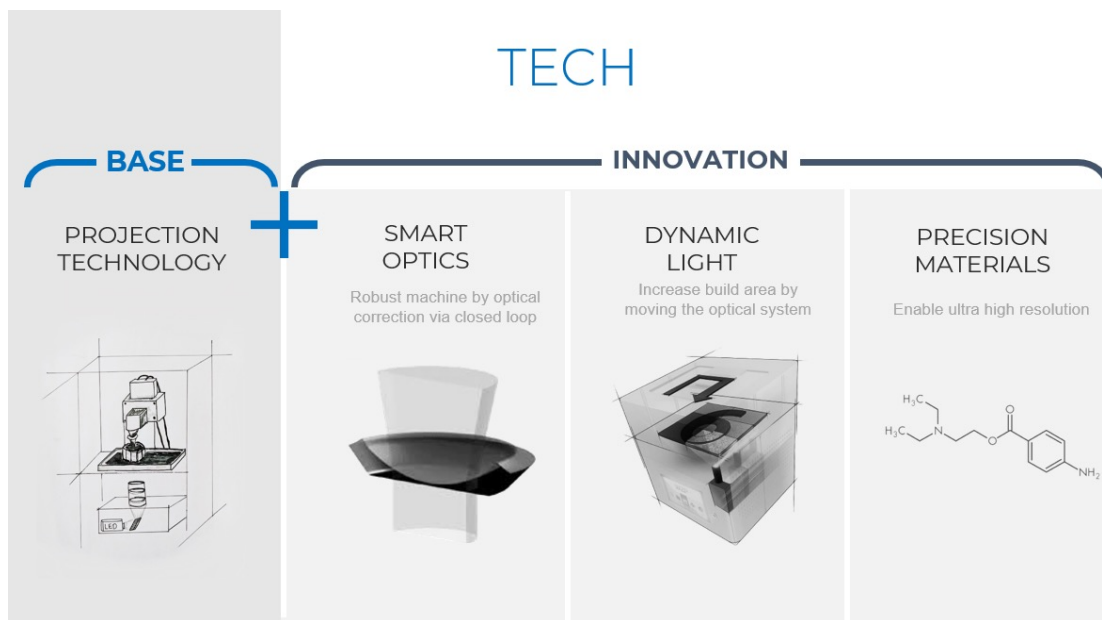 TECH
BASE
INNOVATION
PROJECTION
TECHNOLOGY
SMART
OPTICS
Robust machine by optical
correction via closed loop
DYNAMIC
LIGHT
Increase build area by
moving the optical system
PRECISION
MATERIALS
Enable ultra high resolution
LED
H₃C
H₃C
N
O
O
NH₂